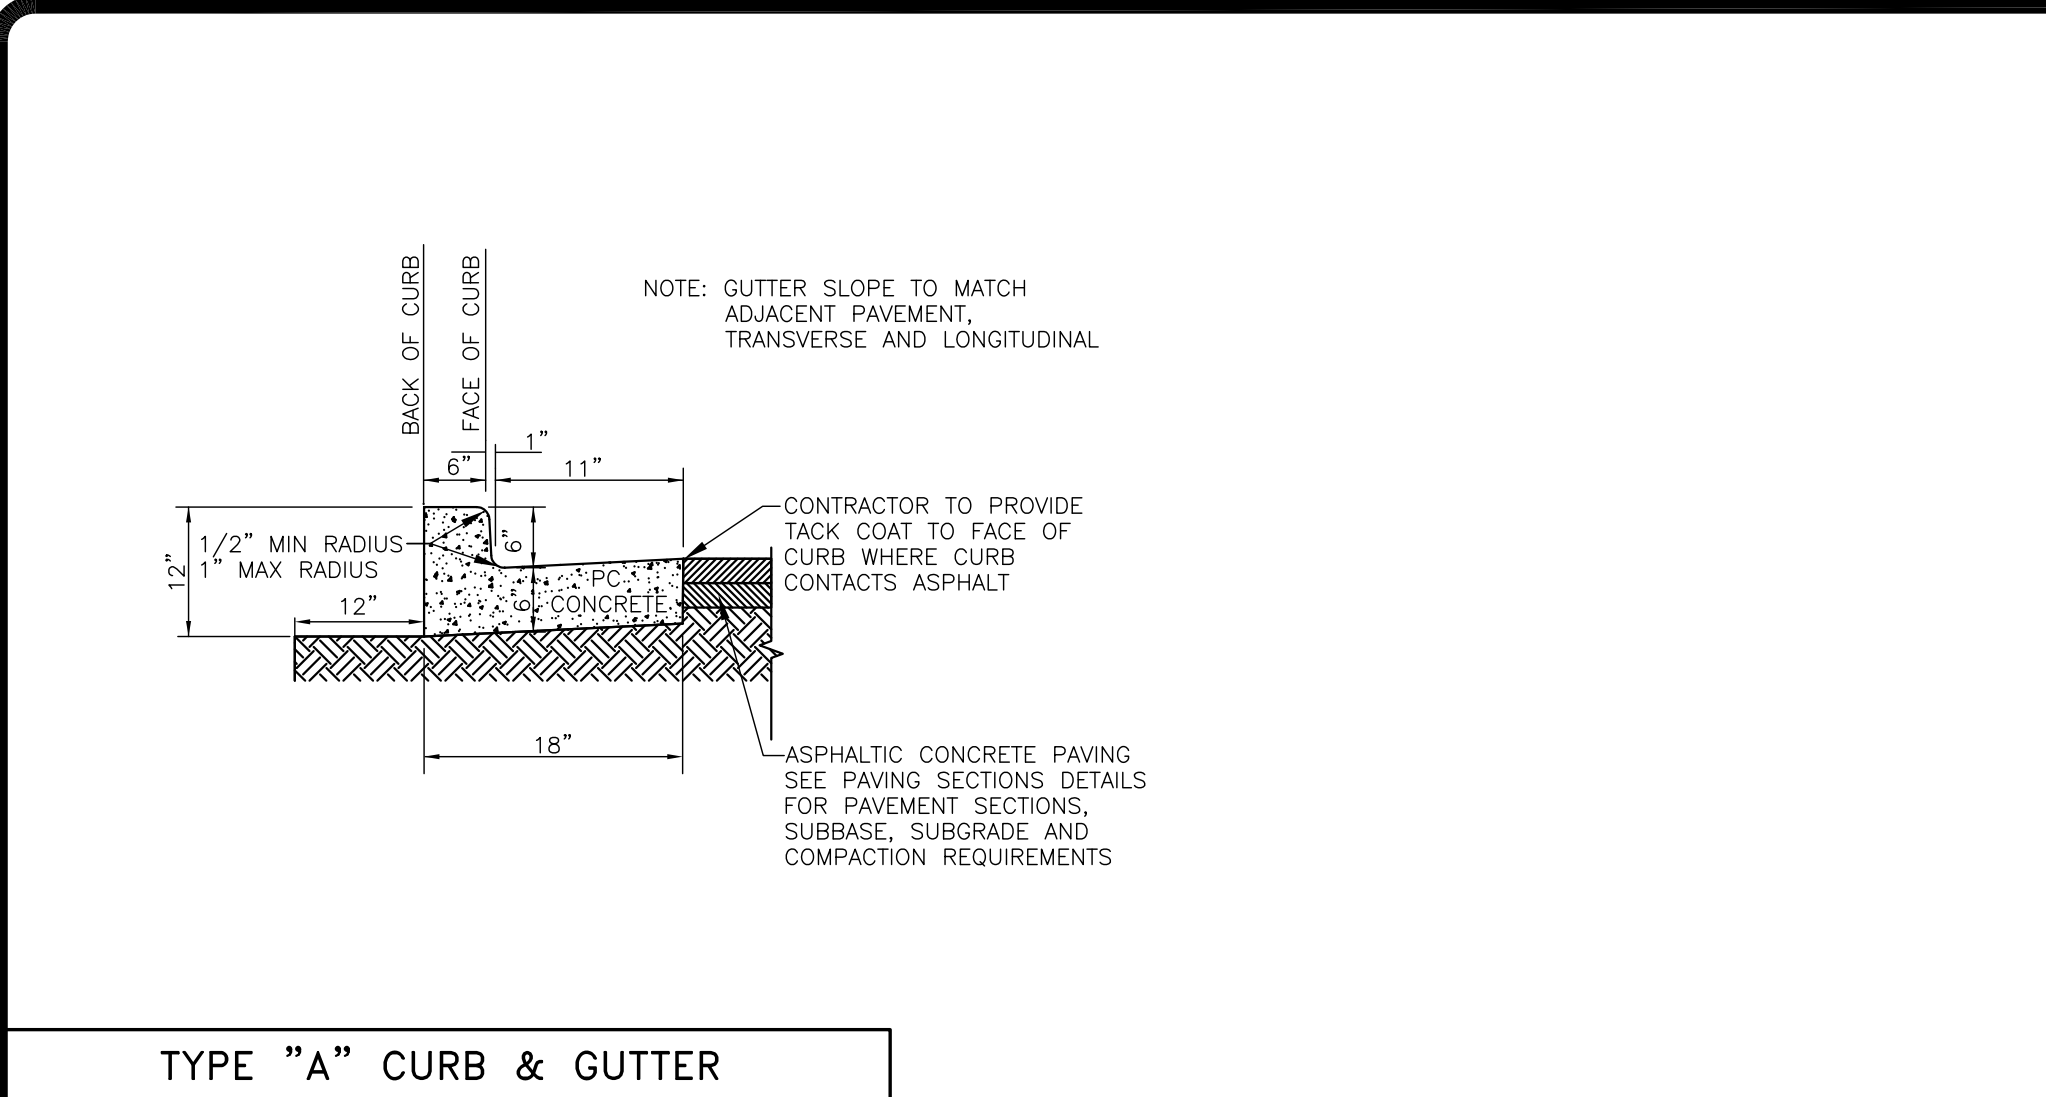 BACK OF CURB
FACE OF CURB
NOTE: GUTTER SLOPE TO MATCH
ADJACENT PAVEMENT,
TRANSVERSE AND LONGITUDINAL
1”
6”
11”
12”
1/2” MIN RADIUS
1” MAX RADIUS
12”
6”
6”
PC
CONCRETE
CONTRACTOR TO PROVIDE
TACK COAT TO FACE OF
CURB WHERE CURB
CONTACTS ASPHALT
18”
ASPHALTIC CONCRETE PAVING
SEE PAVING SECTIONS DETAILS
FOR PAVEMENT SECTIONS,
SUBBASE, SUBGRADE AND
COMPACTION REQUIREMENTS
TYPE ”A” CURB & GUTTER